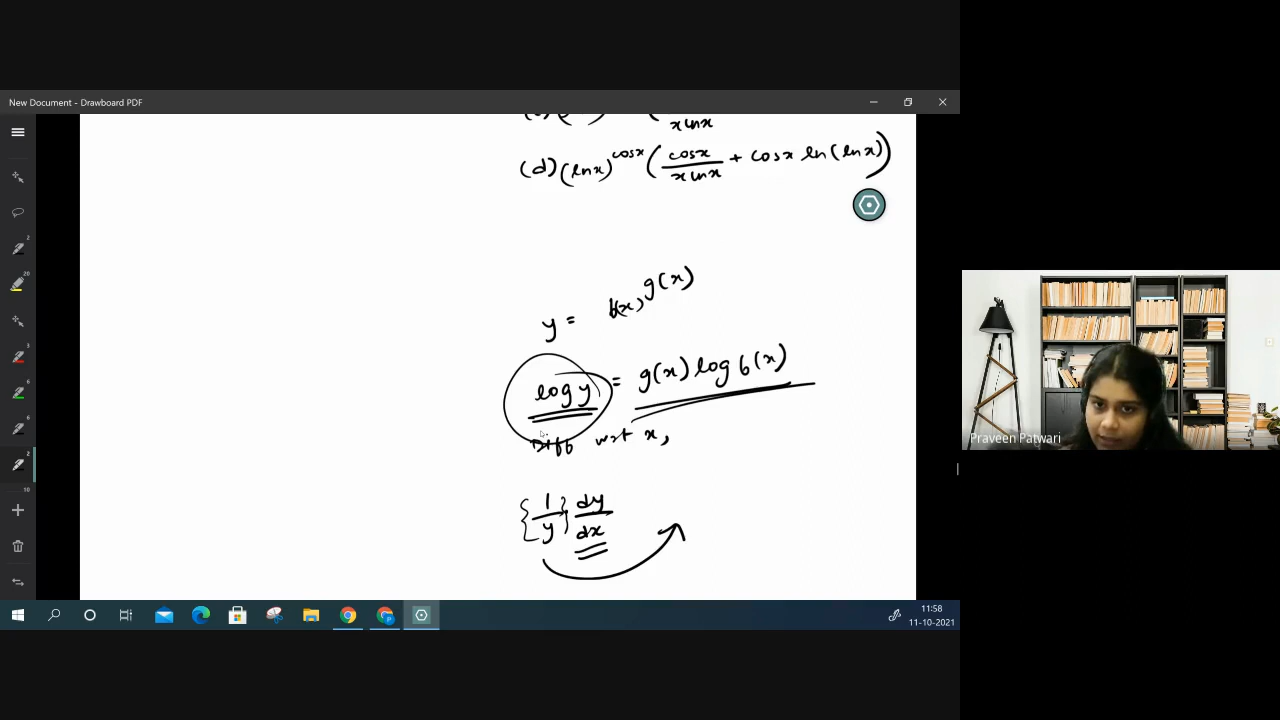 New Document - Drawboard PDF
x ln x
(d) (ln x)^cos x ( cos x / x ln x + cos x ln (ln x) )
y = f(x)^g(x)
log y = g(x) log f(x)
Diff wrt x,
{ 1 / y } dy / dx
Praveen Patwari
11:58
11-10-2021